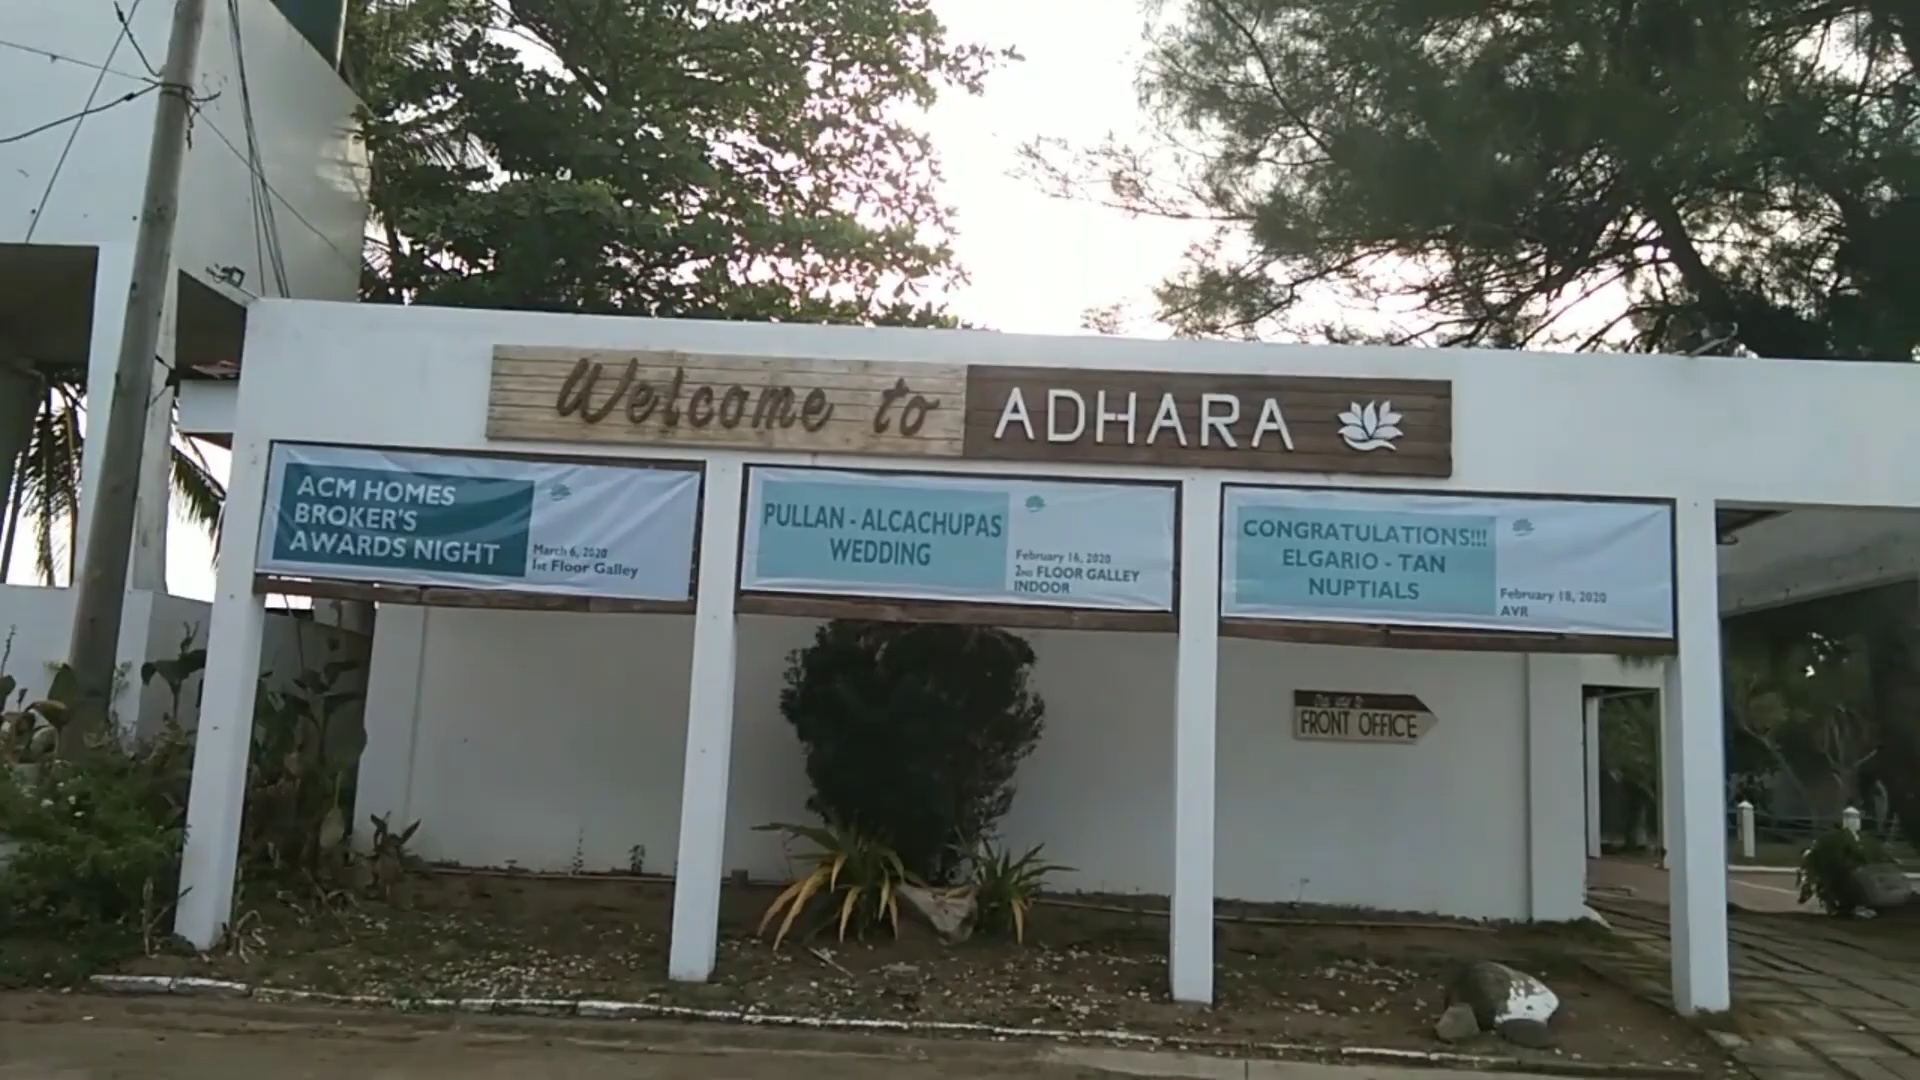 Welcome to ADHARA
ACM HOMES
BROKER'S
AWARDS NIGHT
March 6, 2020
1st Floor Galley
PULLAN - ALCACHUPAS
WEDDING
February 16, 2020
2ND FLOOR GALLEY
INDOOR
CONGRATULATIONS!!!
ELGARIO - TAN
NUPTIALS
February 18, 2020
AVR
FRONT OFFICE